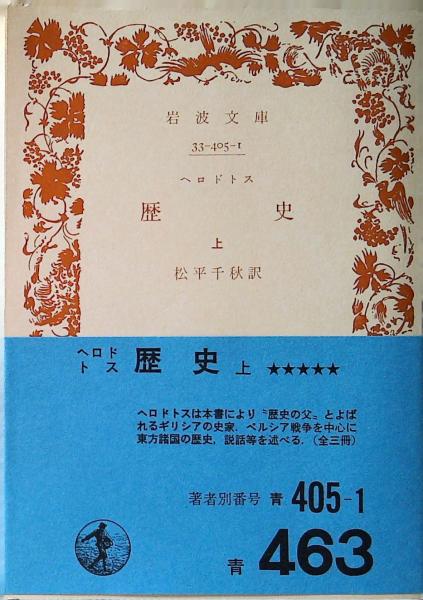 岩波文庫
33-405-1
ヘロドトス
歴史
上
松平千秋訳
ヘロドトス 歴史 上 ★★★★★
ヘロドトスは本書により〝歴史の父〟とよば
れるギリシアの史家．ペルシア戦争を中心に
東方諸国の歴史，説話等を述べる．（全三冊）
著者別番号 青 405-1
青 463